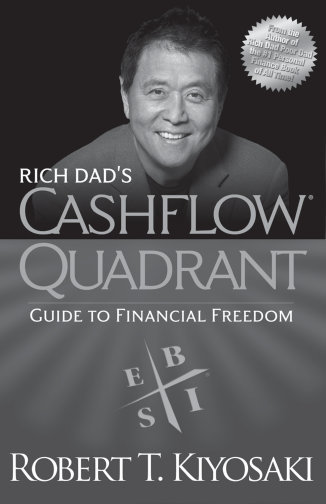 From the
Author of
Rich Dad Poor Dad
the #1 Personal
Finance Book
of All Time!
RICH DAD'S
CASHFLOW®
QUADRANT
GUIDE TO FINANCIAL FREEDOM
E B
S I
ROBERT T. KIYOSAKI